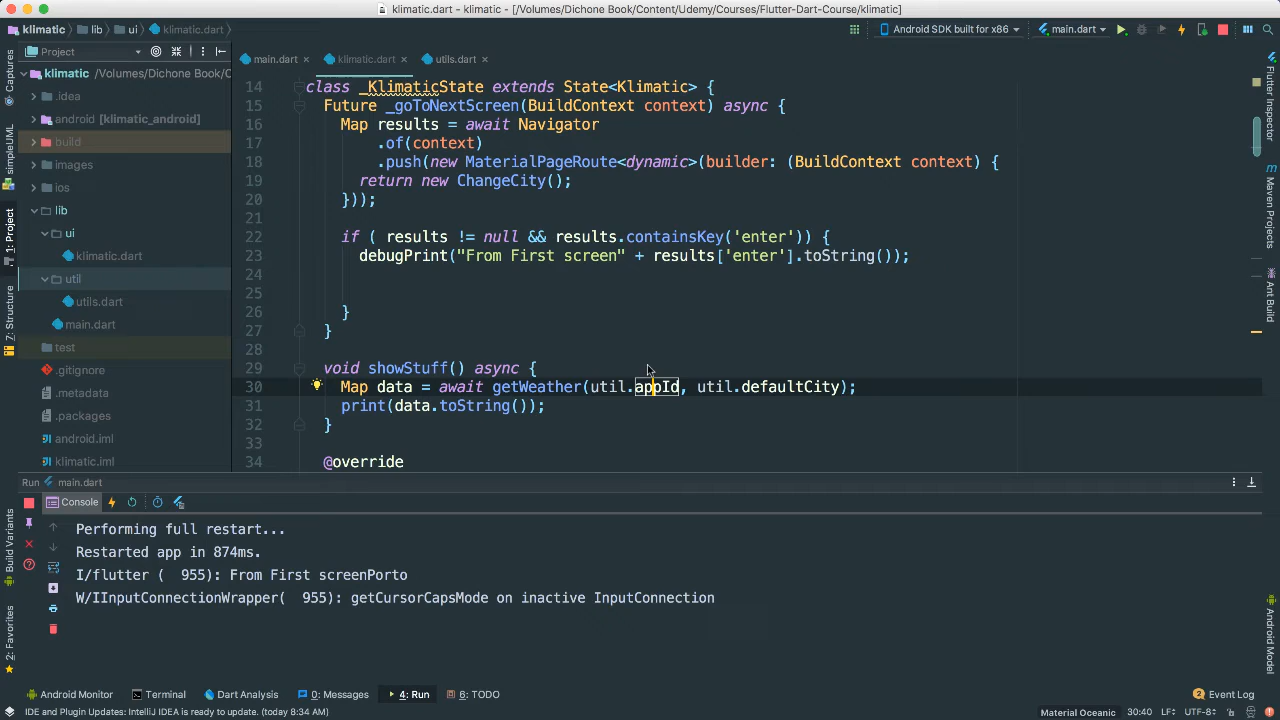 klimatic.dart - klimatic - [/Volumes/Dichone Book/Content/Udemy/Courses/Flutter-Dart-Course/klimatic]
klimatic lib ui klimatic.dart Android SDK built for x86 main.dart
Project main.dart klimatic.dart utils.dart
klimatic /Volumes/Dichone Book/C
.idea
android [klimatic_android]
build
images
ios
lib
ui
klimatic.dart
util
utils.dart
main.dart
test
.gitignore
.metadata
.packages
android.iml
klimatic.iml
Captures
simpleUML
1: Project
7: Structure
Build Variants
2: Favorites
14 class _KlimaticState extends State<Klimatic> {
15 Future _goToNextScreen(BuildContext context) async {
16 Map results = await Navigator
17 .of(context)
18 .push(new MaterialPageRoute<dynamic>(builder: (BuildContext context) {
19 return new ChangeCity();
20 }));
21
22 if ( results != null && results.containsKey('enter')) {
23 debugPrint("From First screen" + results['enter'].toString());
24
25
26 }
27 }
28
29 void showStuff() async {
30 Map data = await getWeather(util.appId, util.defaultCity);
31 print(data.toString());
32 }
33
34 @override
Flutter Inspector
Maven Projects
Ant Build
Android Model
Run main.dart
Console
Performing full restart...
Restarted app in 874ms.
I/flutter ( 955): From First screenPorto
W/IInputConnectionWrapper( 955): getCursorCapsMode on inactive InputConnection
Android Monitor Terminal Dart Analysis 0: Messages 4: Run 6: TODO 2 Event Log
IDE and Plugin Updates: IntelliJ IDEA is ready to update. (today 8:34 AM) Material Oceanic 30:40 LF÷ UTF-8÷